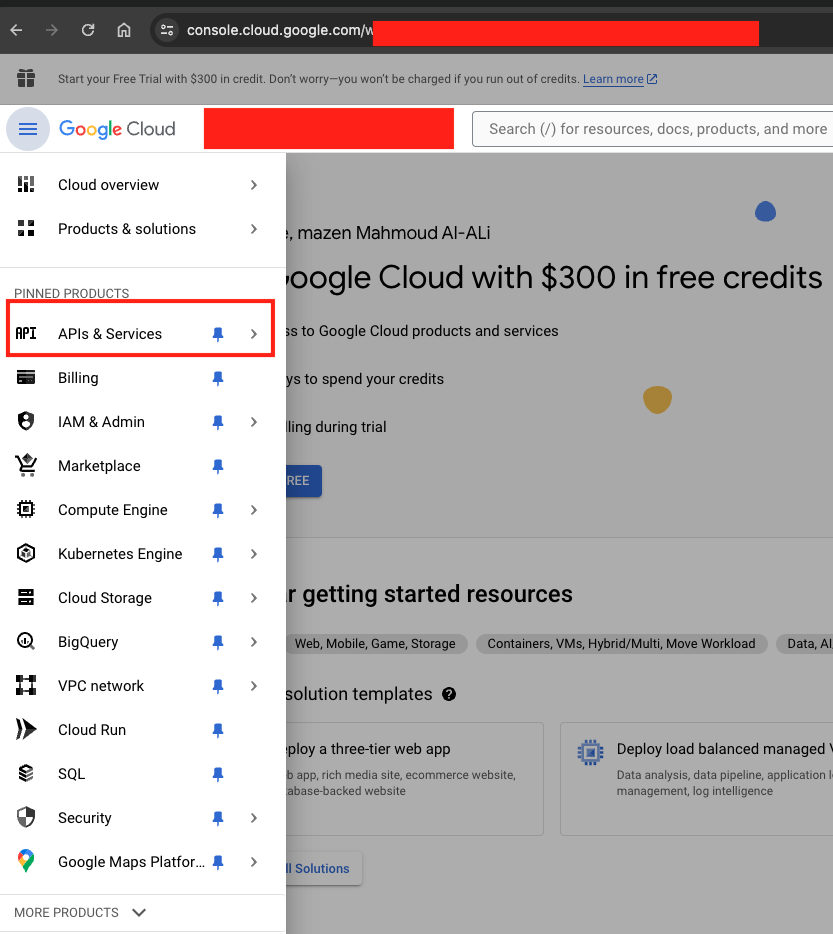 console.cloud.google.com/w
Start your Free Trial with $300 in credit. Don't worry—you won't be charged if you run out of credits. Learn more
Google Cloud
Search (/) for resources, docs, products, and more
Cloud overview
Products & solutions
PINNED PRODUCTS
API APIs & Services
Billing
IAM & Admin
Marketplace
Compute Engine
Kubernetes Engine
Cloud Storage
BigQuery
VPC network
Cloud Run
SQL
Security
Google Maps Platfor...
MORE PRODUCTS
e, mazen Mahmoud Al-ALi
Google Cloud with $300 in free credits
ss to Google Cloud products and services
ys to spend your credits
lling during trial
REE
r getting started resources
Web, Mobile, Game, Storage
Containers, VMs, Hybrid/Multi, Move Workload
Data, AI
solution templates
eploy a three-tier web app
b app, rich media site, ecommerce website,
tabase-backed website
Deploy load balanced managed V
Data analysis, data pipeline, application lo
management, log intelligence
ll Solutions